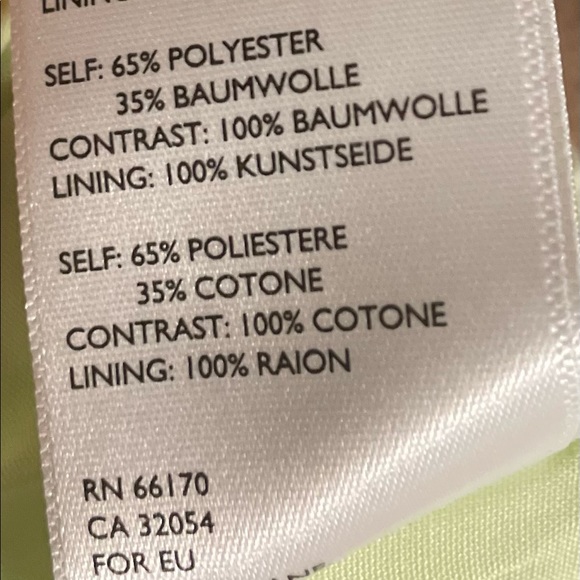 SELF: 65% POLYESTER
35% BAUMWOLLE
CONTRAST: 100% BAUMWOLLE
LINING: 100% KUNSTSEIDE
SELF: 65% POLIESTERE
35% COTONE
CONTRAST: 100% COTONE
LINING: 100% RAION
RN 66170
CA 32054
FOR EU